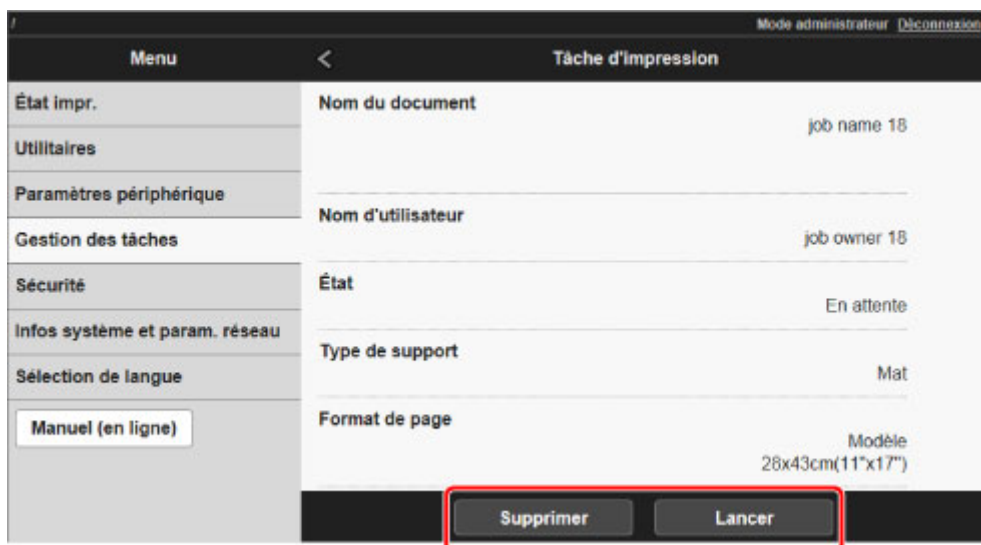 /
Mode administrateur Déconnexion
Menu
< Tâche d'impression
État impr.
Utilitaires
Paramètres périphérique
Gestion des tâches
Sécurité
Infos système et param. réseau
Sélection de langue
Manuel (en ligne)
Nom du document
job name 18
Nom d'utilisateur
job owner 18
État
En attente
Type de support
Mat
Format de page
Modèle
28x43cm(11"x17")
Supprimer Lancer